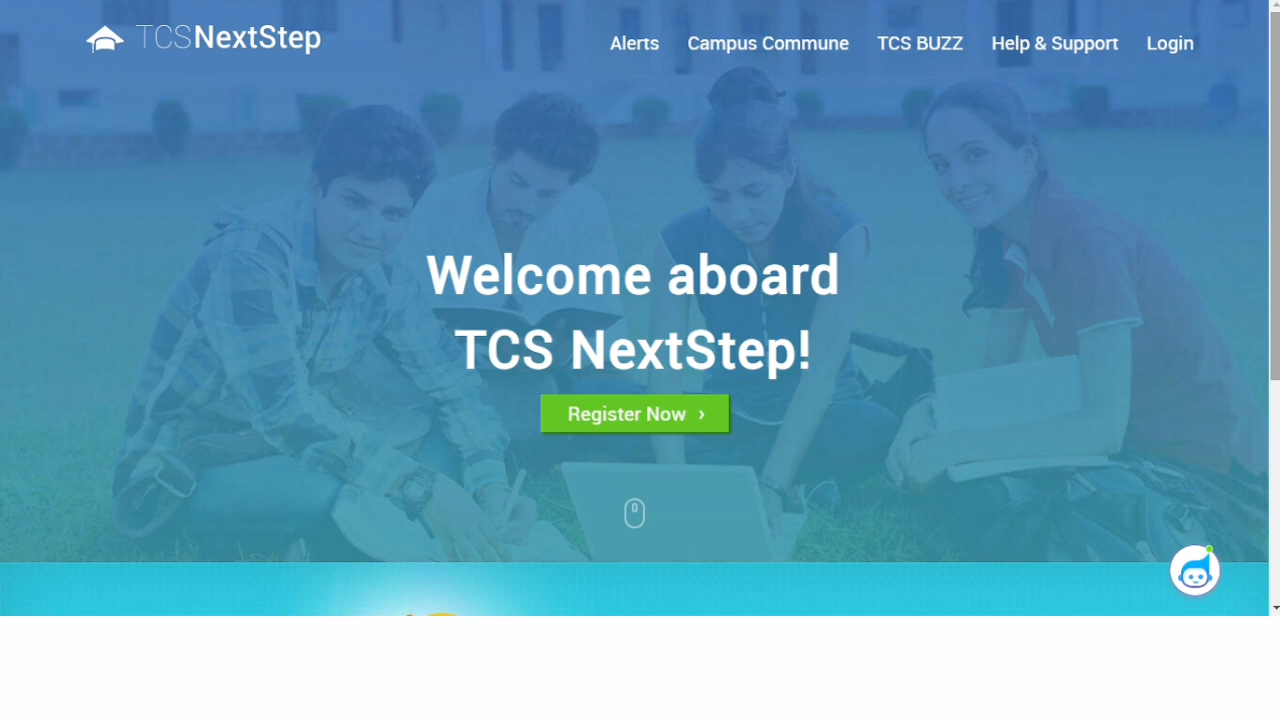 TCSNextStep
Alerts Campus Commune TCS BUZZ Help & Support Login
Welcome aboard
TCS NextStep!
Register Now ›